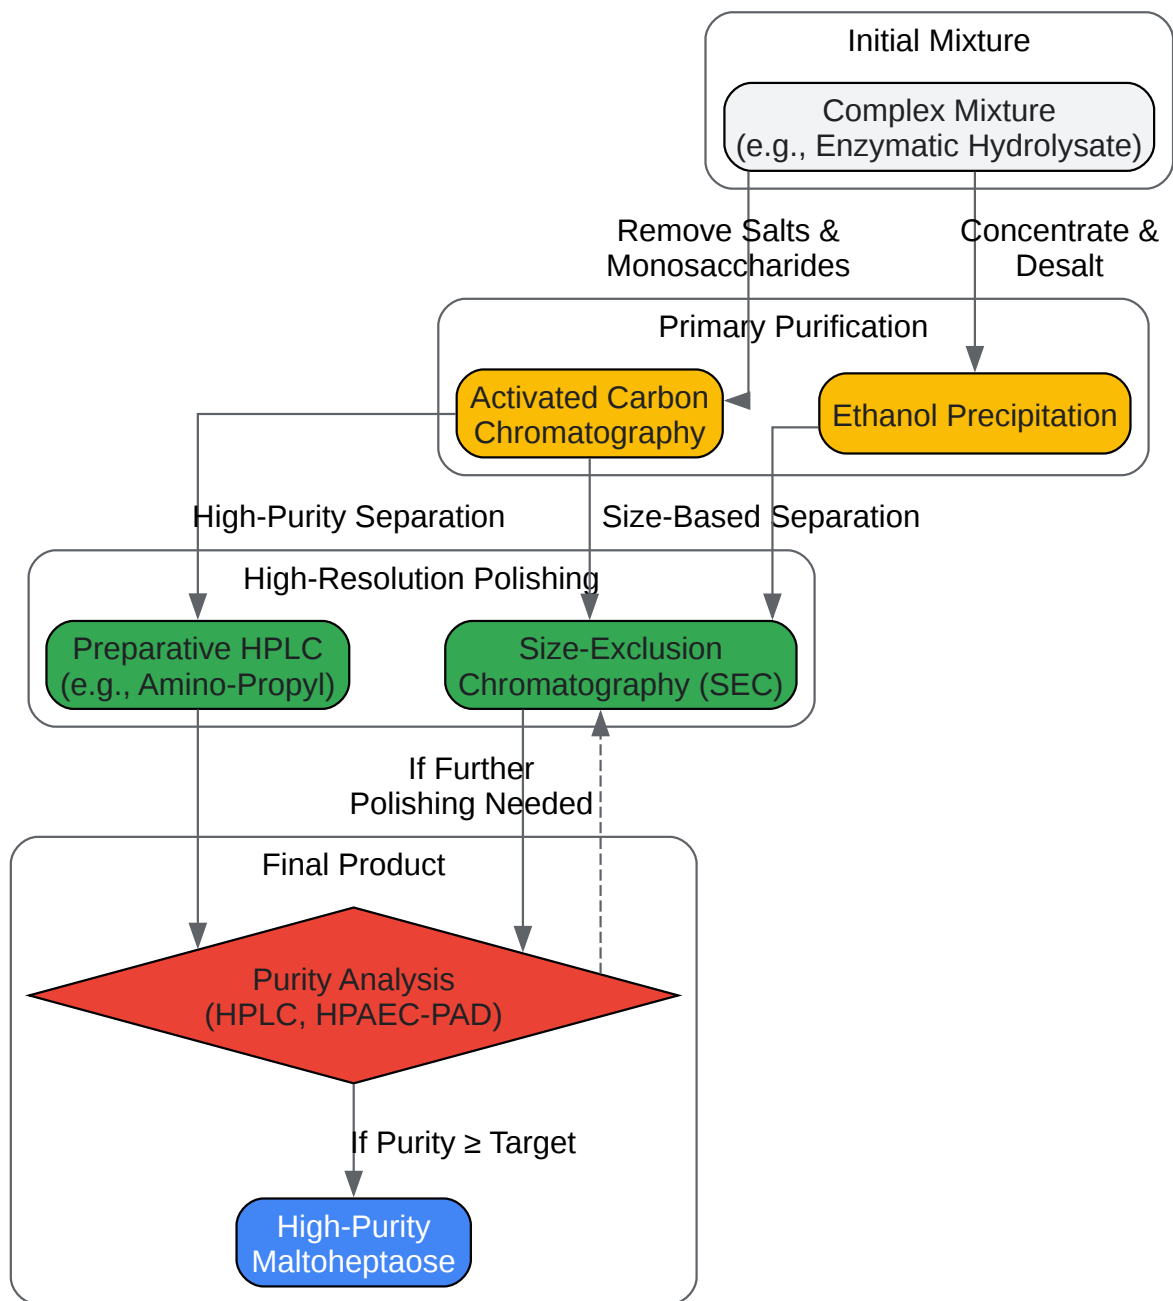 Initial Mixture
Complex Mixture
(e.g., Enzymatic Hydrolysate)
Remove Salts &
Monosaccharides
Concentrate &
Desalt
Primary Purification
Activated Carbon
Chromatography
Ethanol Precipitation
High-Purity Separation
Size-Based Separation
High-Resolution Polishing
Preparative HPLC
(e.g., Amino-Propyl)
Size-Exclusion
Chromatography (SEC)
If Further
Polishing Needed
Final Product
Purity Analysis
(HPLC, HPAEC-PAD)
If Purity ≥ Target
High-Purity
Maltoheptaose